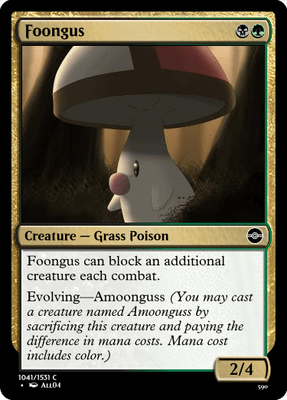 Foongus
Creature — Grass Poison
Foongus can block an additional
creature each combat.
Evolving—Amoonguss (You may cast
a creature named Amoonguss by
sacrificing this creature and paying the
difference in mana costs. Mana cost
includes color.)
2/4
1041/1531 C
• ALL04
590